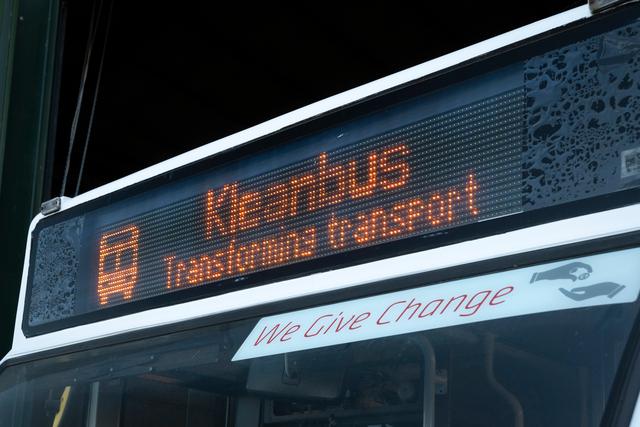 Kleanbus
Transforming transport
We Give Change